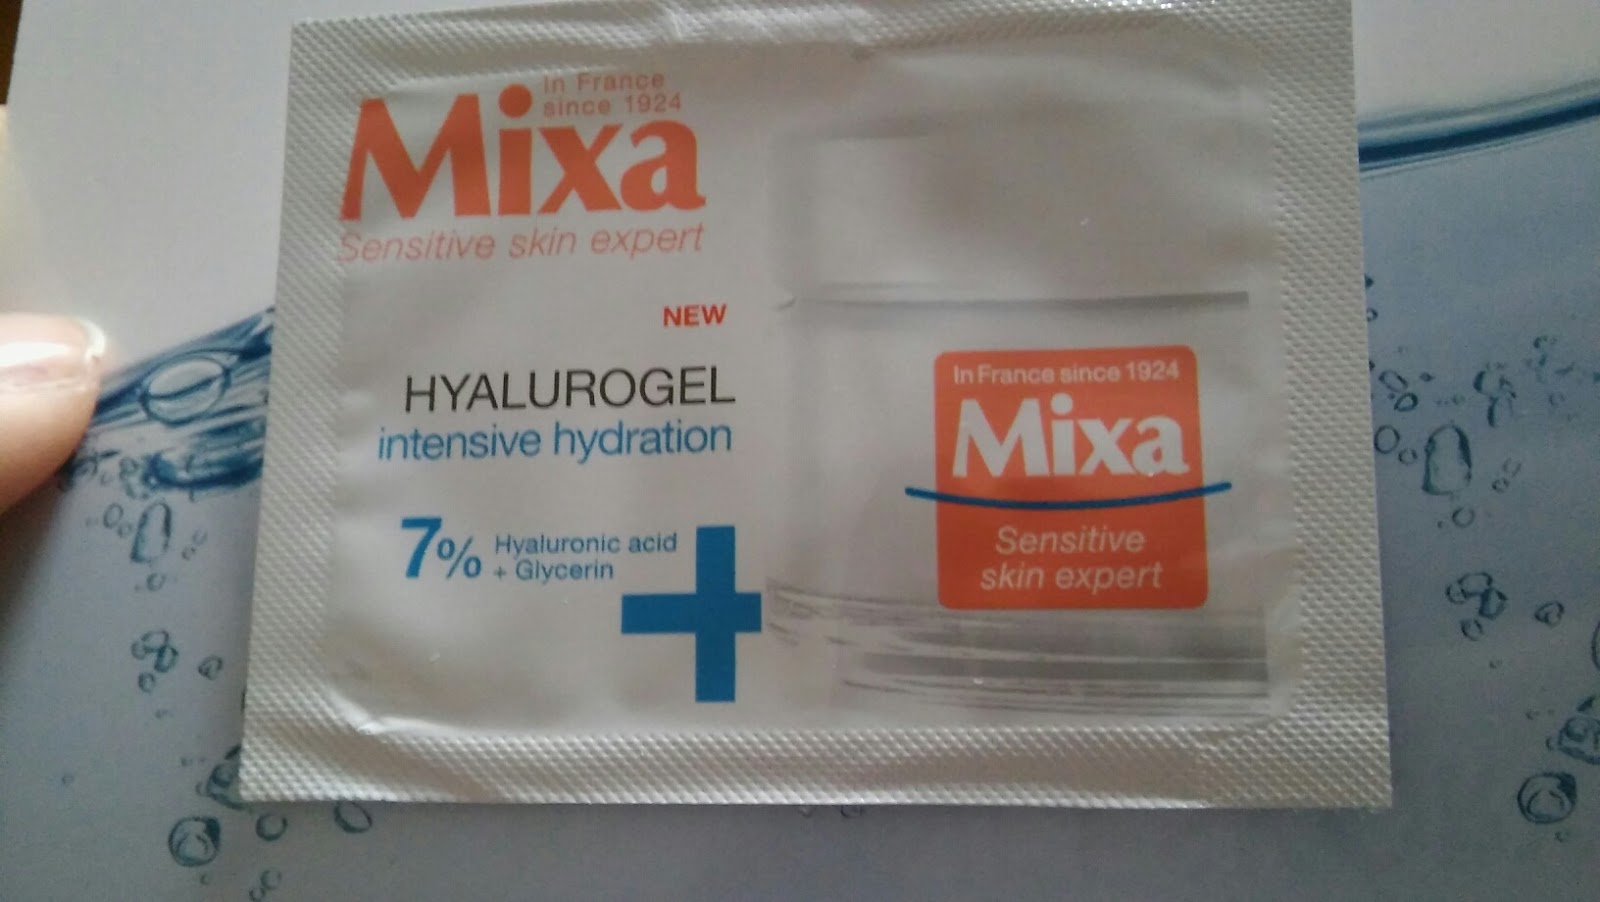 In France
since 1924
Mixa
Sensitive skin expert
NEW
HYALUROGEL
intensive hydration
7% Hyaluronic acid
+ Glycerin
In France since 1924
Mixa
Sensitive
skin expert